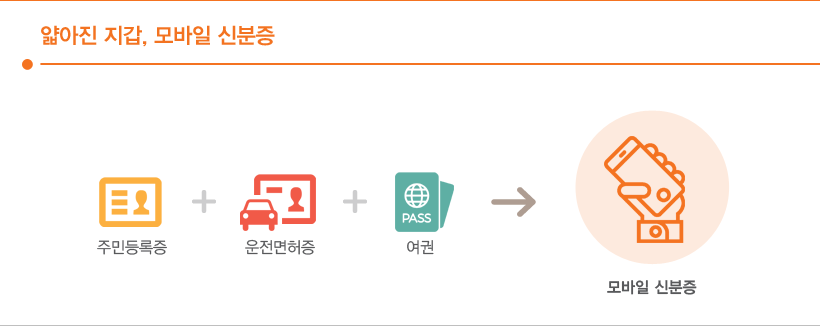 얇아진 지갑, 모바일 신분증
PASS
주민등록증
운전면허증
여권
모바일 신분증